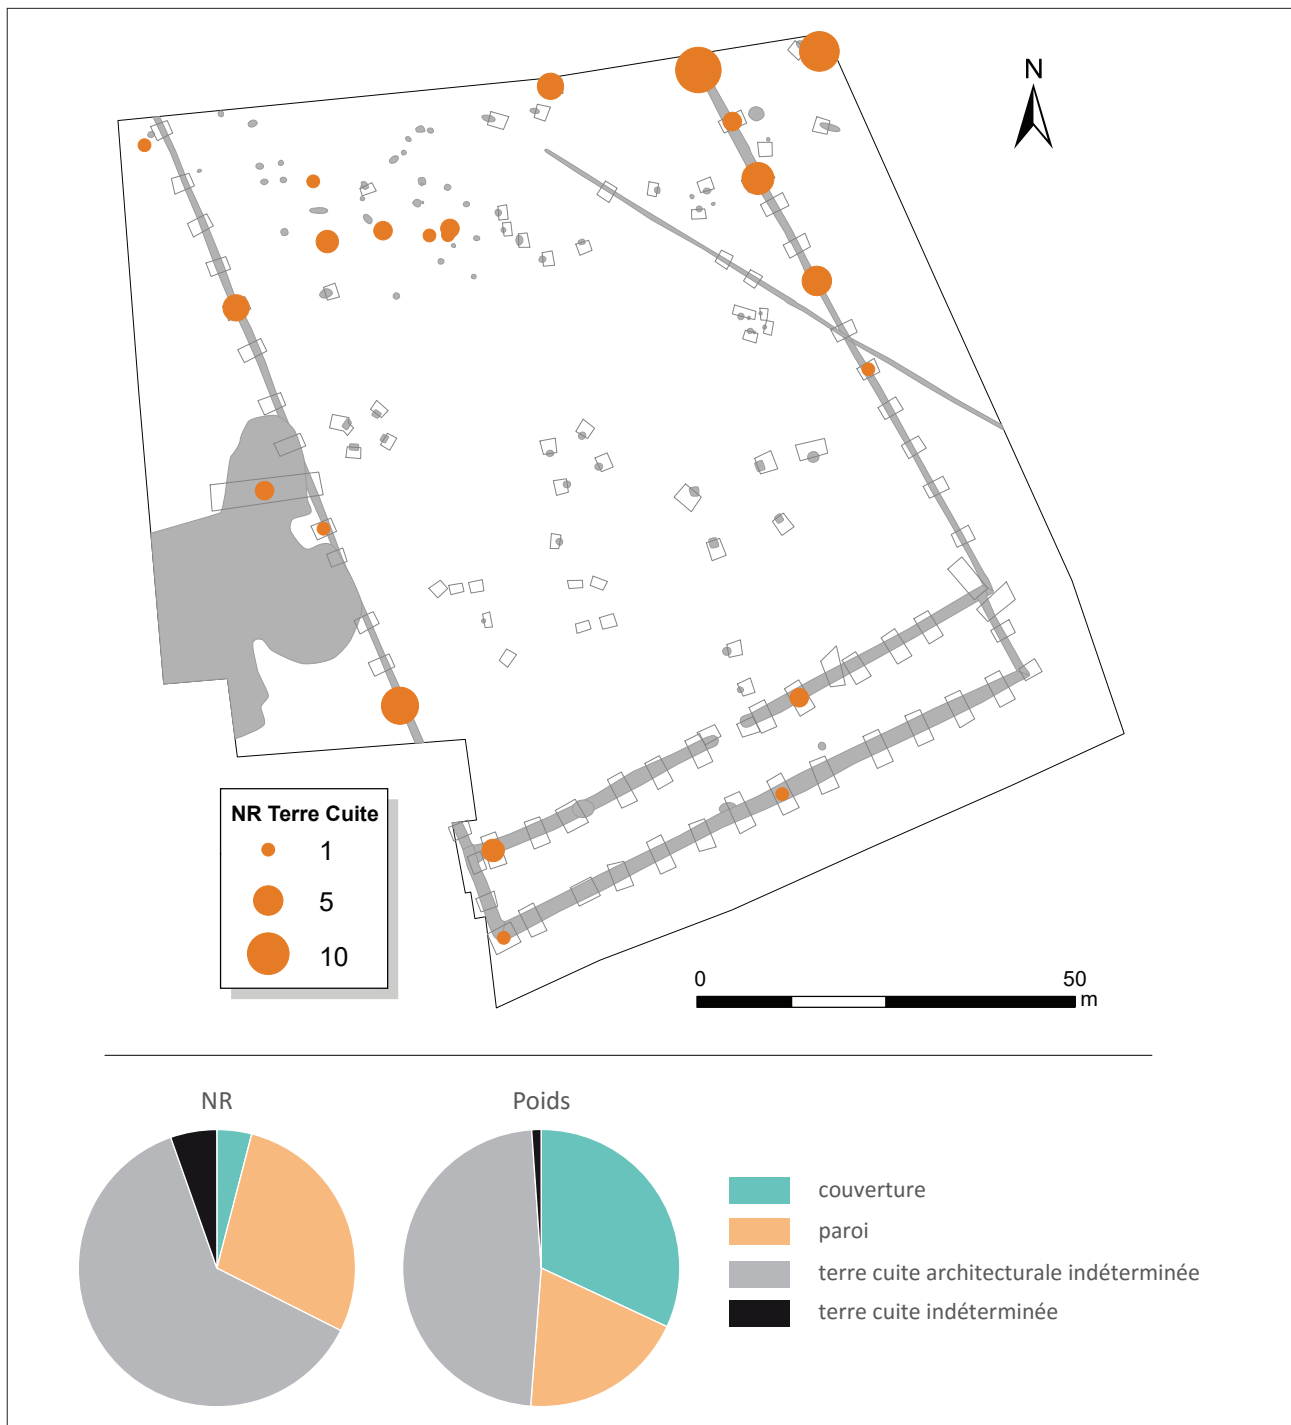 N
NR Terre Cuite
1
5
10
0 50
m
NR Poids
couverture
paroi
terre cuite architecturale indéterminée
terre cuite indéterminée